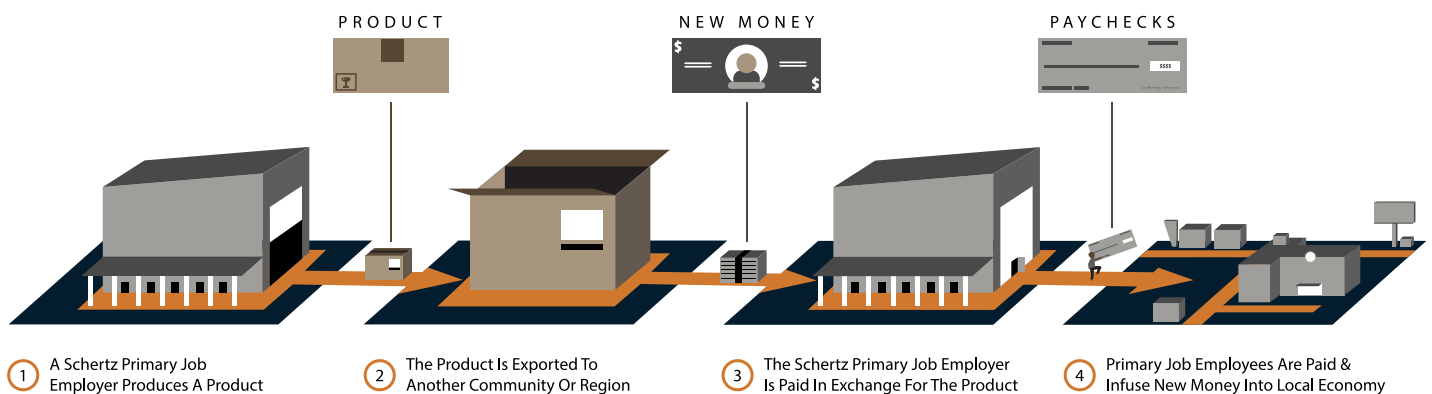 PRODUCT
NEW MONEY
PAYCHECKS
$
$
$$$$
1
A Schertz Primary Job
Employer Produces A Product
2
The Product Is Exported To
Another Community Or Region
3
The Schertz Primary Job Employer
Is Paid In Exchange For The Product
4
Primary Job Employees Are Paid &
Infuse New Money Into Local Economy